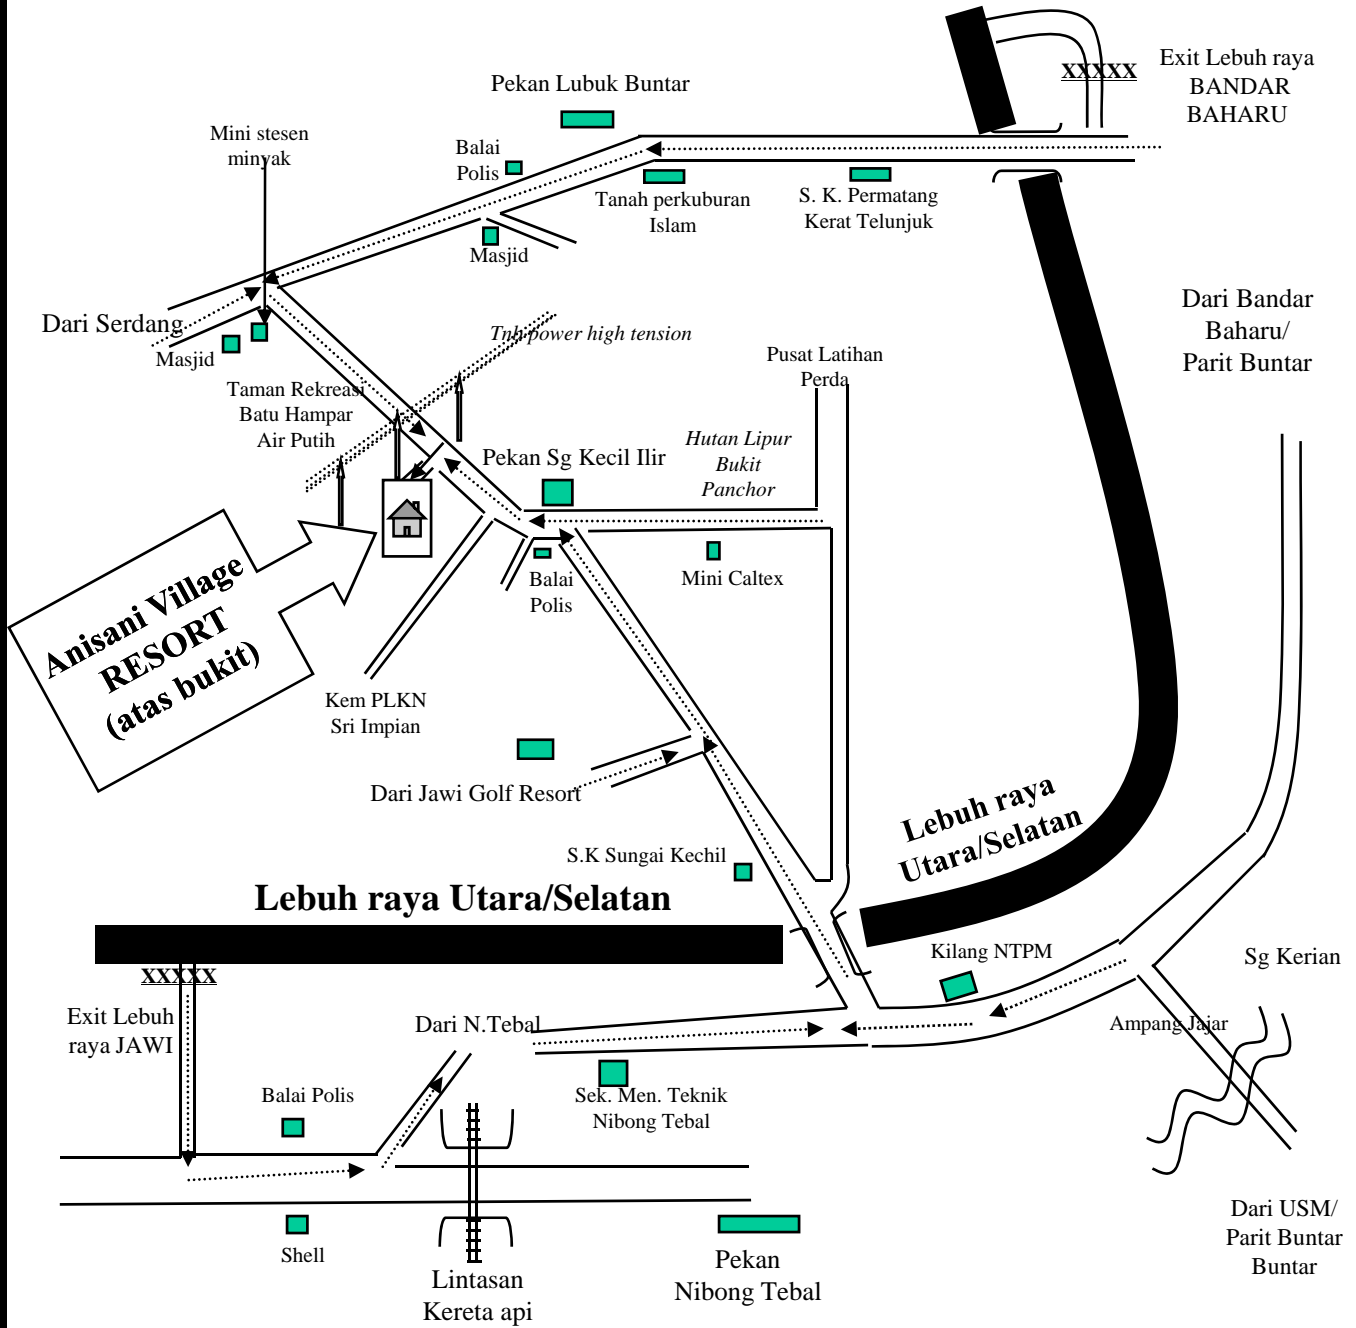 Exit Lebuh raya
BANDAR
BAHARU
XXXXX
Pekan Lubuk Buntar
Mini stesen
minyak
Balai
Polis
Tanah perkuburan
Islam
S. K. Permatang
Kerat Telunjuk
Masjid
Dari Serdang
Masjid
Tnb power high tension
Dari Bandar
Baharu/
Parit Buntar
Pusat Latihan
Perda
Taman Rekreasi
Batu Hampar
Air Putih
Hutan Lipur
Bukit
Panchor
Pekan Sg Kecil Ilir
Balai
Polis
Mini Caltex
Anisani Village
RESORT
(atas bukit)
Kem PLKN
Sri Impian
Dari Jawi Golf Resort
Lebuh raya
Utara/Selatan
S.K Sungai Kechil
Lebuh raya Utara/Selatan
Kilang NTPM
Sg Kerian
XXXXX
Exit Lebuh
raya JAWI
Dari N.Tebal
Ampang Jajar
Balai Polis
Sek. Men. Teknik
Nibong Tebal
Shell
Lintasan
Kereta api
Pekan
Nibong Tebal
Dari USM/
Parit Buntar
Buntar